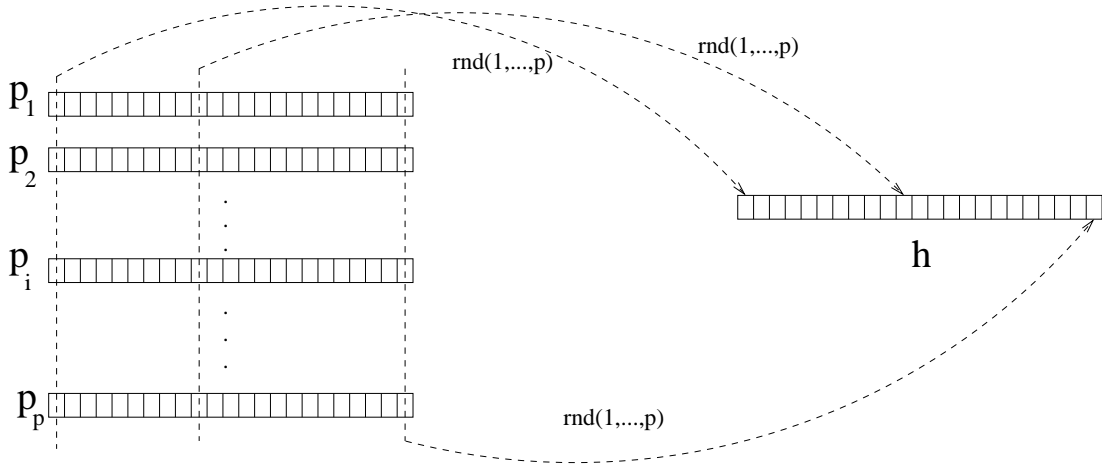 rnd(1,...,p)
rnd(1,...,p)
p1
p2
pi
h
pp
rnd(1,...,p)